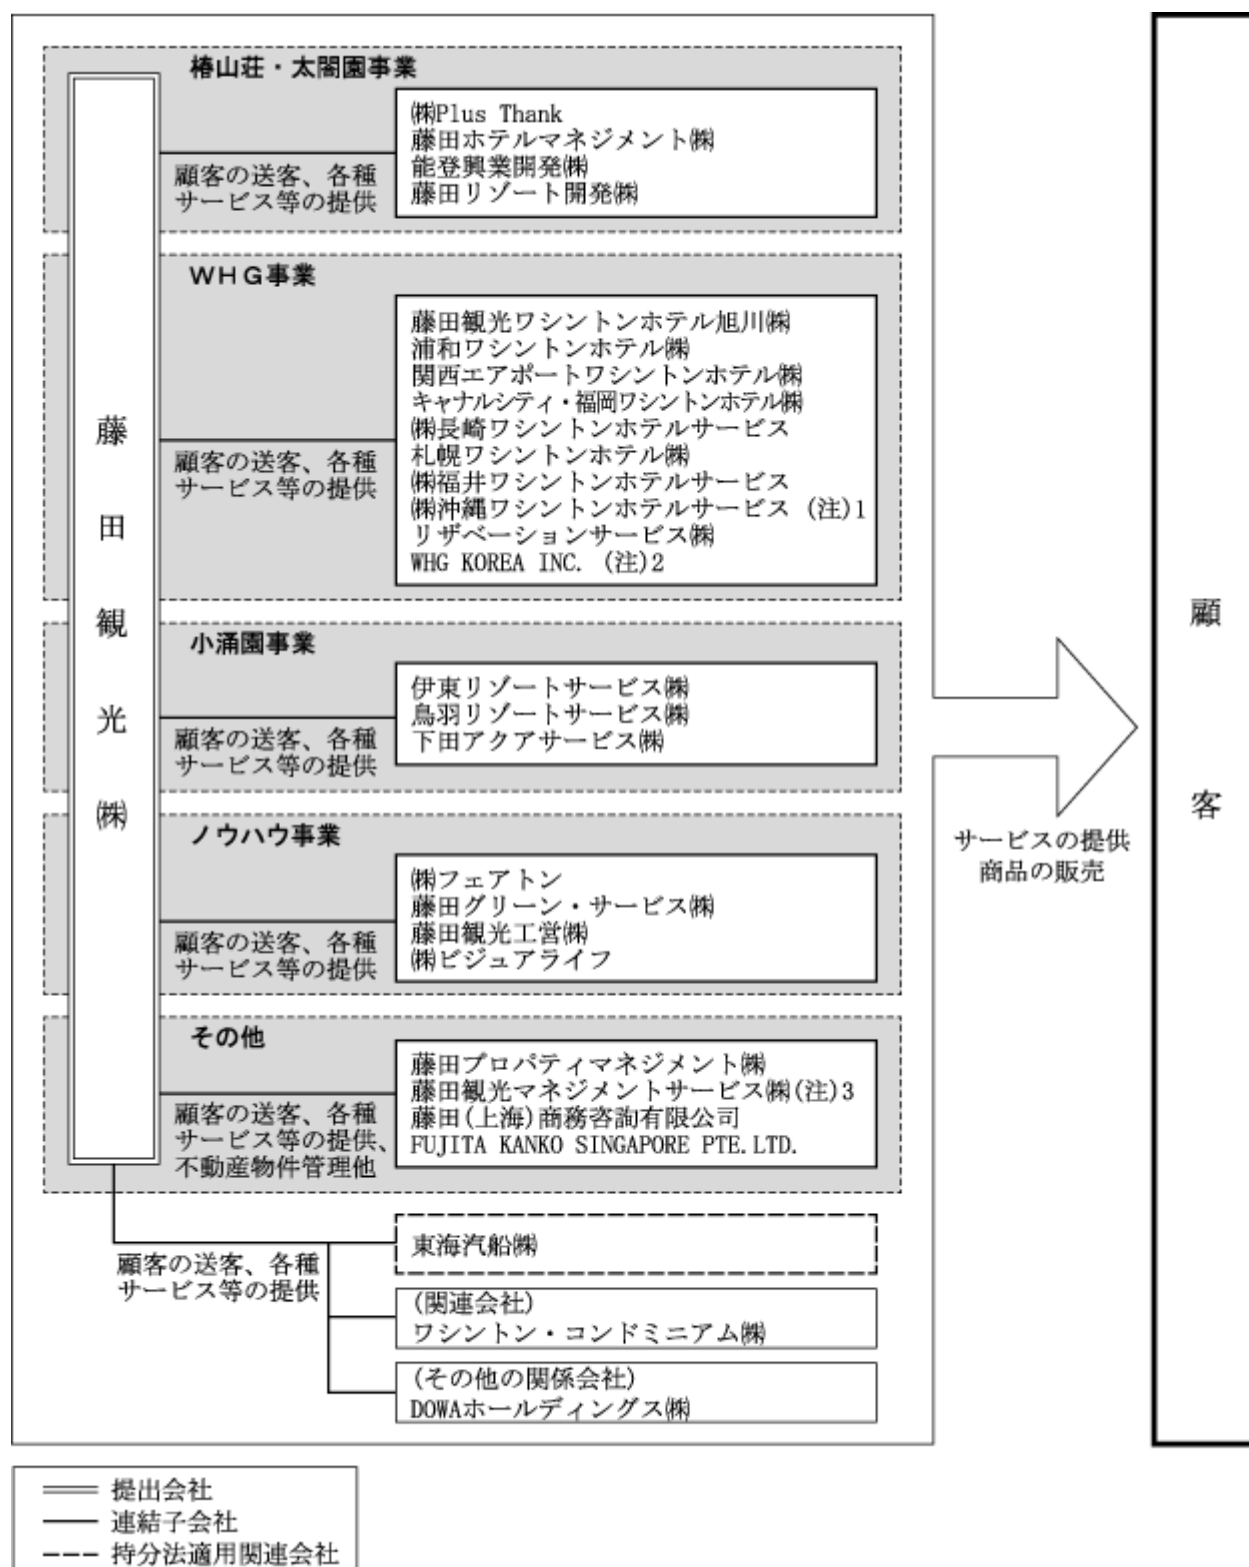 藤田観光㈱
椿山荘・太閤園事業
顧客の送客、各種
サービス等の提供
㈱Plus Thank
藤田ホテルマネジメント㈱
能登興業開発㈱
藤田リゾート開発㈱
WHG事業
顧客の送客、各種
サービス等の提供
藤田観光ワシントンホテル旭川㈱
浦和ワシントンホテル㈱
関西エアポートワシントンホテル㈱
キャナルシティ・福岡ワシントンホテル㈱
㈱長崎ワシントンホテルサービス
札幌ワシントンホテル㈱
㈱福井ワシントンホテルサービス
㈱沖縄ワシントンホテルサービス (注)1
リザベーションサービス㈱
WHG KOREA INC. (注)2
小涌園事業
顧客の送客、各種
サービス等の提供
伊東リゾートサービス㈱
鳥羽リゾートサービス㈱
下田アクアサービス㈱
ノウハウ事業
顧客の送客、各種
サービス等の提供
㈱フェアトン
藤田グリーン・サービス㈱
藤田観光工営㈱
㈱ビジュアライフ
その他
顧客の送客、各種
サービス等の提供、
不動産物件管理他
藤田プロパティマネジメント㈱
藤田観光マネジメントサービス㈱(注)3
藤田(上海)商務咨詢有限公司
FUJITA KANKO SINGAPORE PTE.LTD.
顧客の送客、各種
サービス等の提供
東海汽船㈱
(関連会社)
ワシントン・コンドミニアム㈱
(その他の関係会社)
DOWAホールディングス㈱
サービスの提供
商品の販売
顧客
提出会社
連結子会社
持分法適用関連会社